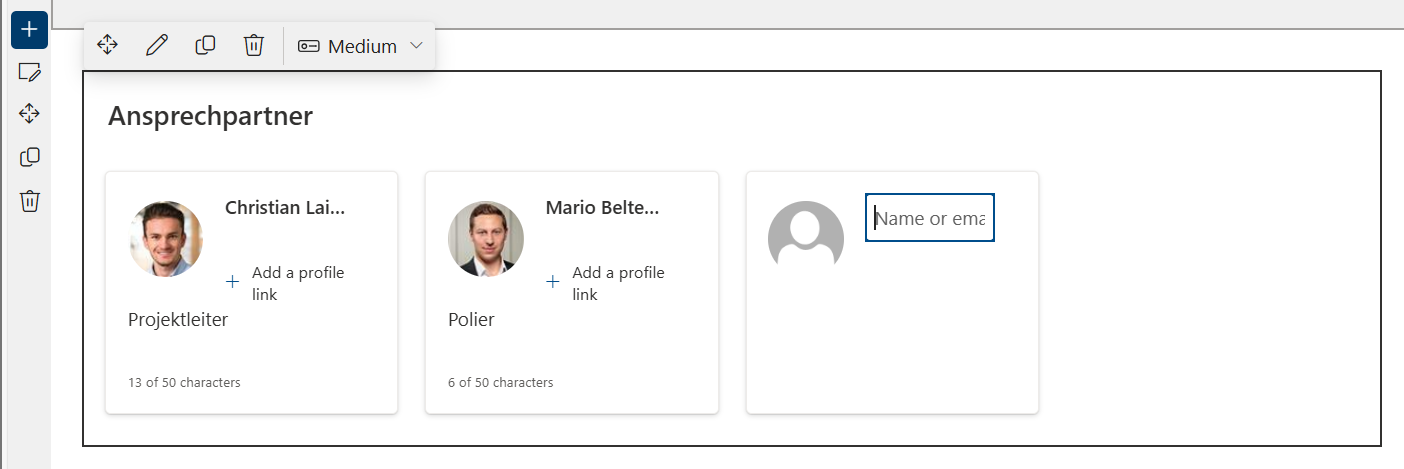 Medium
Ansprechpartner
Christian Lai...
Add a profile
link
Projektleiter
13 of 50 characters
Mario Belte...
Add a profile
link
Polier
6 of 50 characters
Name or ema